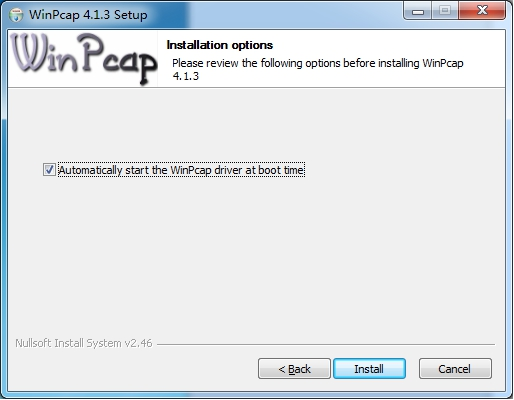 WinPcap 4.1.3 Setup
WinPcap
Installation options
Please review the following options before installing WinPcap
4.1.3
Automatically start the WinPcap driver at boot time
Nullsoft Install System v2.46
< Back
Install
Cancel